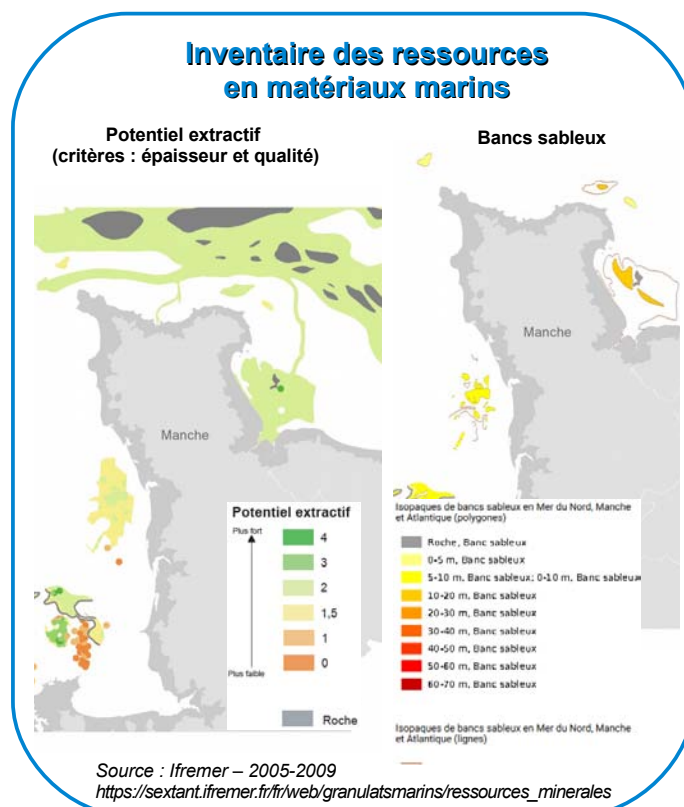 Inventaire des ressources
en matériaux marins
Potentiel extractif
(critères : épaisseur et qualité)
Bancs sableux
Manche
Manche
Potentiel extractif
Plus fort
4
3
2
1,5
1
0
Plus faible
Roche
Isopaques de bancs sableux en Mer du Nord, Manche
et Atlantique (polygones)
Roche, Banc sableux
0-5 m, Banc sableux
5-10 m, Banc sableux; 0-10 m, Banc sableux
10-20 m, Banc sableux
20-30 m, Banc sableux
30-40 m, Banc sableux
40-50 m, Banc sableux
50-60 m, Banc sableux
60-70 m, Banc sableux
Isopaques de bancs sableux en Mer du Nord, Manche
et Atlantique (lignes)
Source : Ifremer – 2005-2009
https://sextant.ifremer.fr/fr/web/granulatsmarins/ressources_minerales